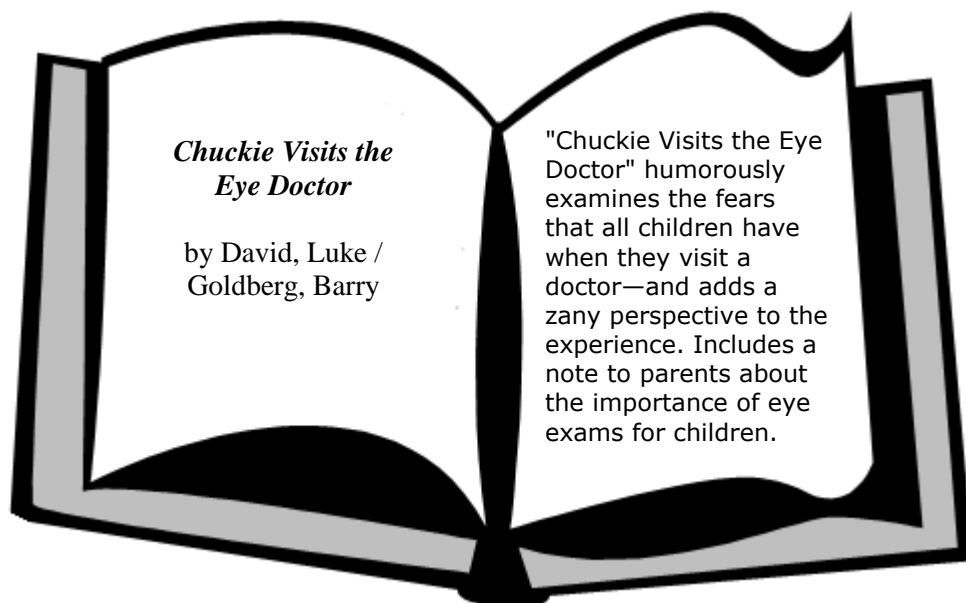 Chuckie Visits the
Eye Doctor
by David, Luke /
Goldberg, Barry
"Chuckie Visits the Eye
Doctor" humorously
examines the fears
that all children have
when they visit a
doctor—and adds a
zany perspective to the
experience. Includes a
note to parents about
the importance of eye
exams for children.